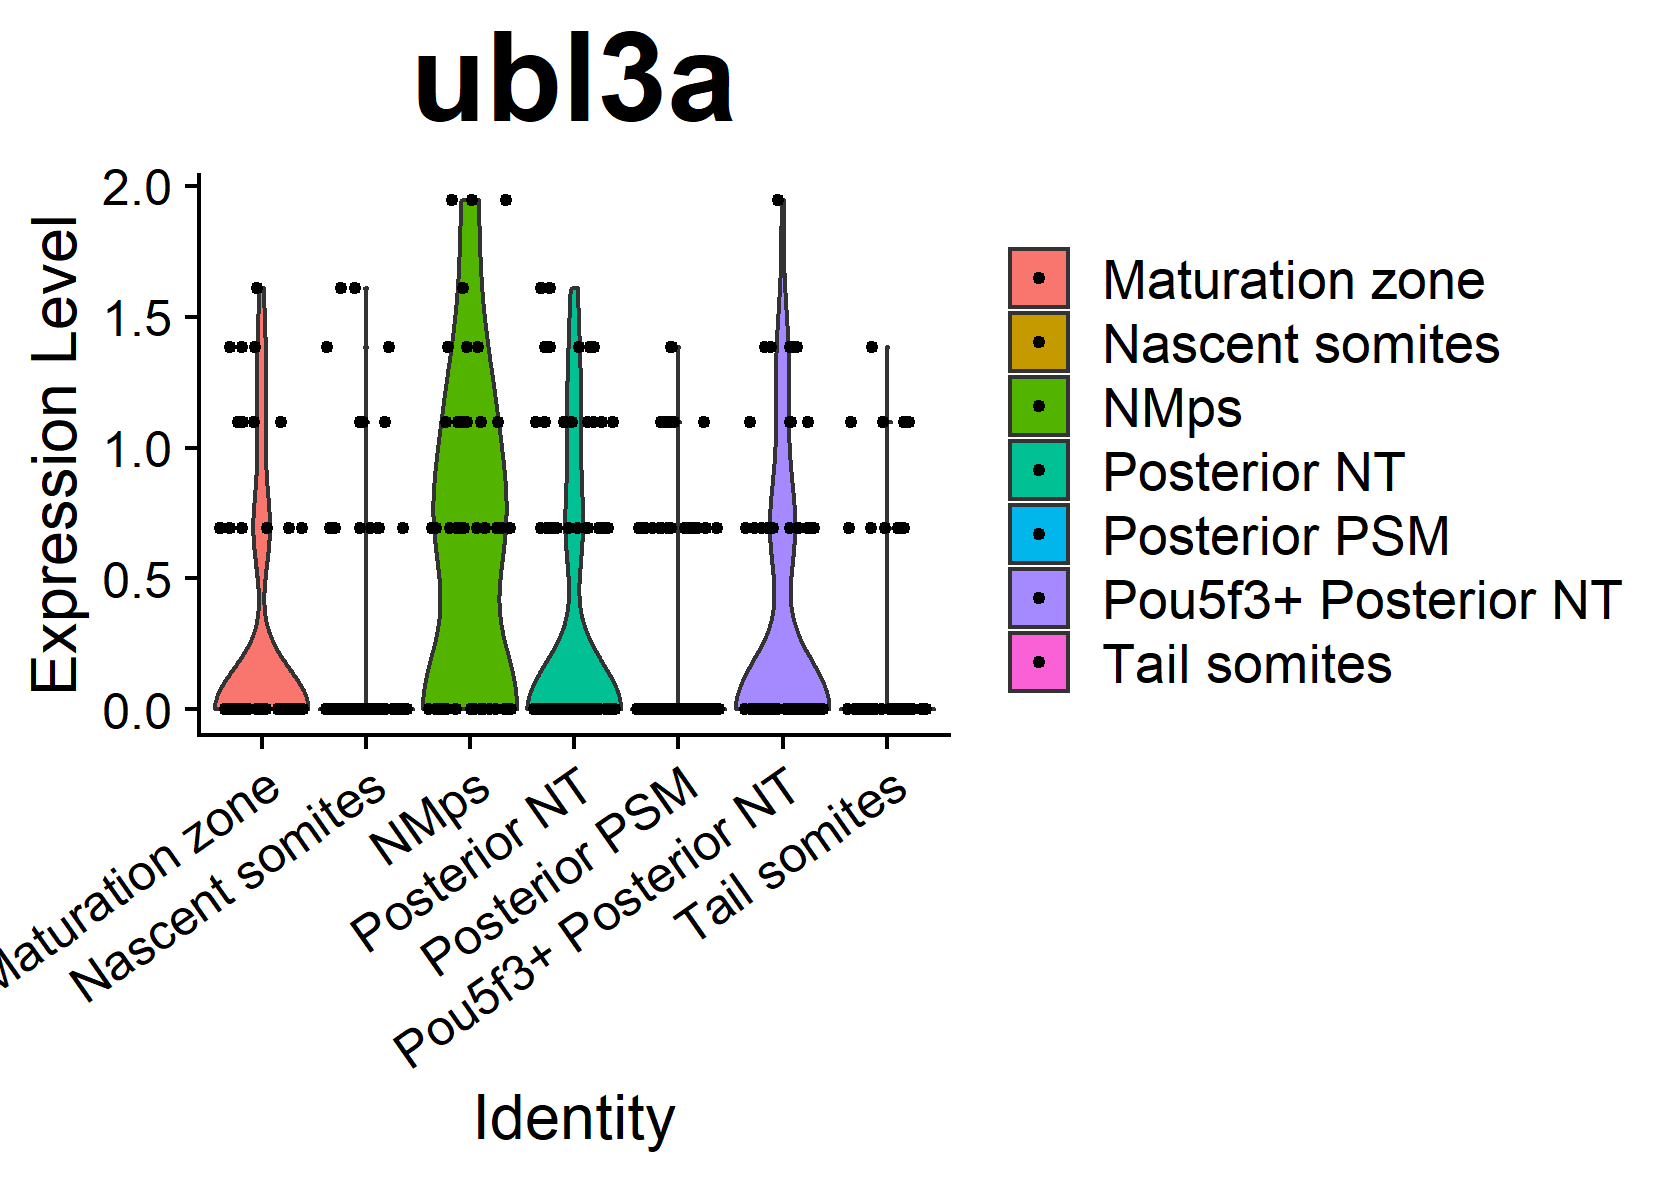 ubl3a
Expression Level
2.0
1.5
1.0
0.5
0.0
Maturation zone
Nascent somites
NMps
Posterior NT
Posterior PSM
Pou5f3+ Posterior NT
Tail somites
Identity
Maturation zone
Nascent somites
NMps
Posterior NT
Posterior PSM
Pou5f3+ Posterior NT
Tail somites